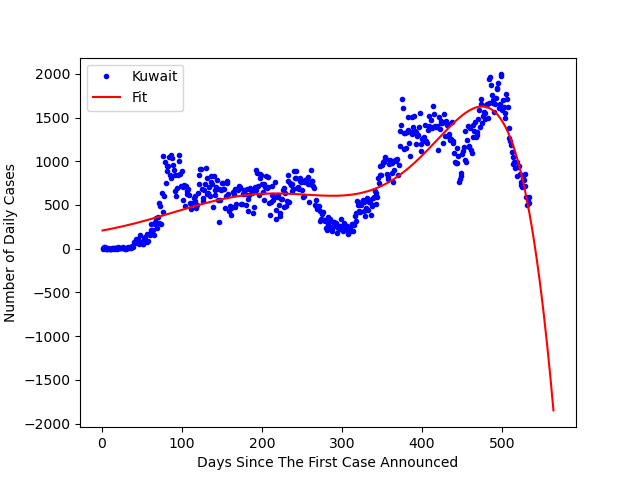 Kuwait
Fit
2000
1500
1000
500
0
−500
−1000
−1500
−2000
Number of Daily Cases
0 100 200 300 400 500
Days Since The First Case Announced